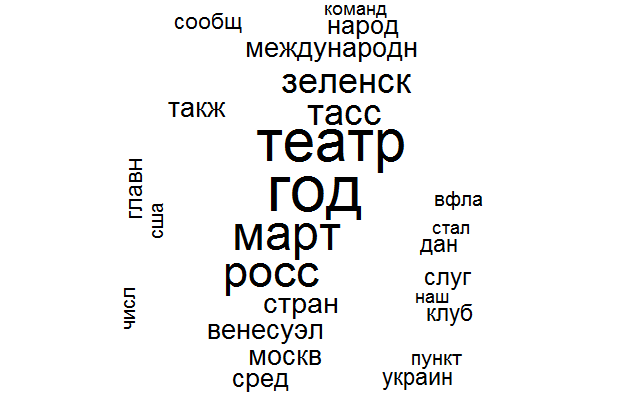 команд
сообщ
народ
международн
зеленск
такж
тасс
театр
год
главн
сша
вфла
март
стал
дан
росс
слуг
наш
числ
стран
клуб
венесуэл
москв
пункт
сред
украин